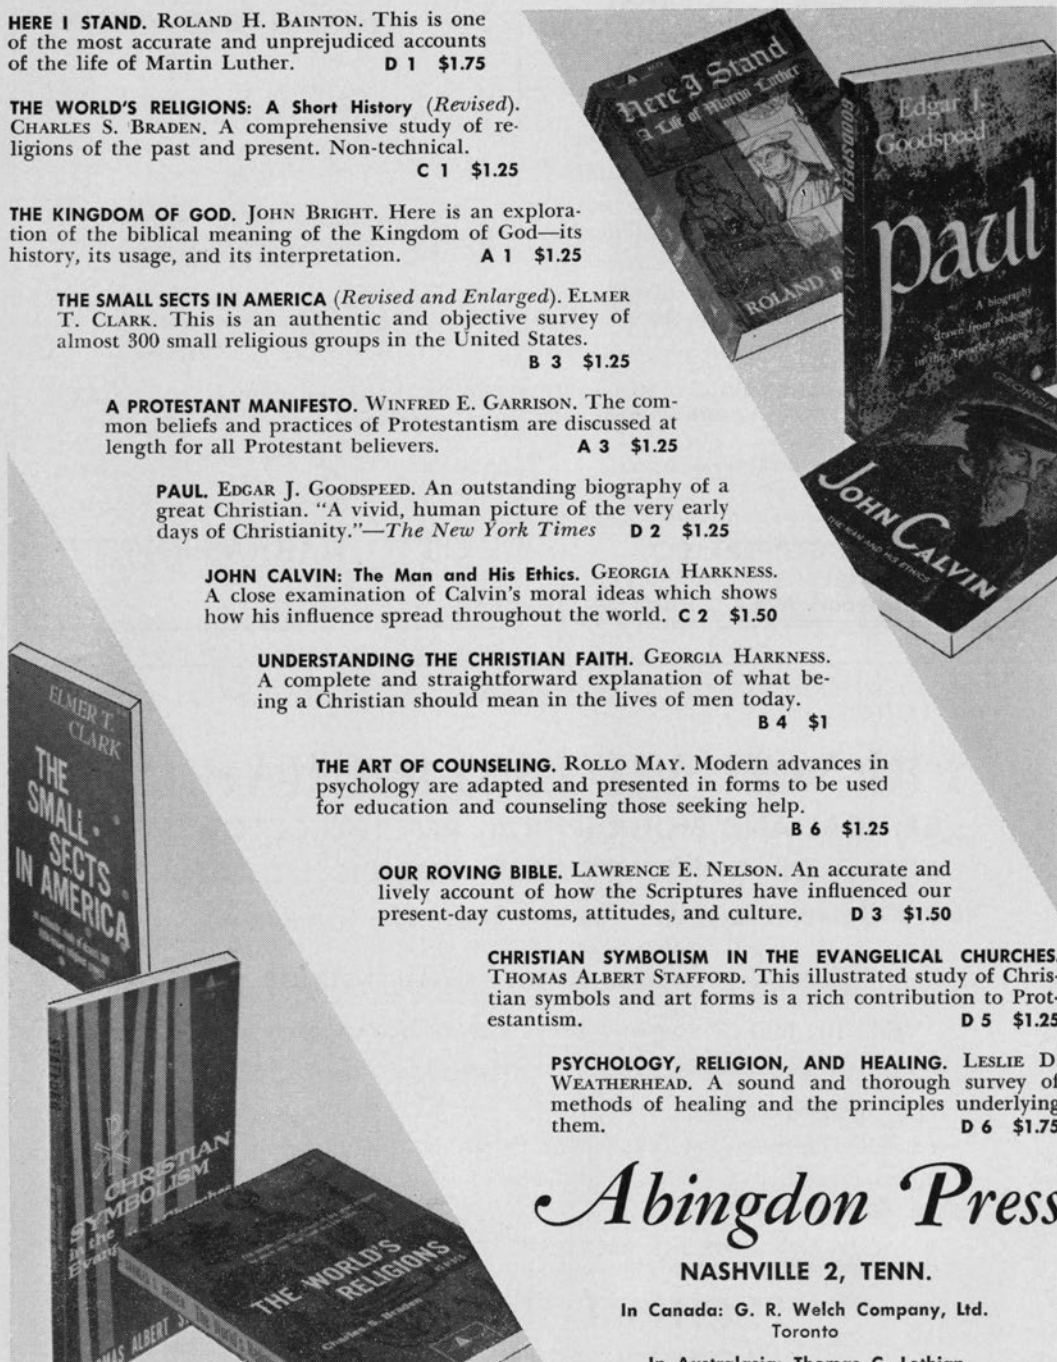 HERE I STAND. ROLAND H. BAINTON. This is one
of the most accurate and unprejudiced accounts
of the life of Martin Luther. D 1 $1.75
THE WORLD'S RELIGIONS: A Short History (Revised).
CHARLES S. BRADEN. A comprehensive study of re-
ligions of the past and present. Non-technical.
C 1 $1.25
THE KINGDOM OF GOD. JOHN BRIGHT. Here is an explora-
tion of the biblical meaning of the Kingdom of God—its
history, its usage, and its interpretation. A 1 $1.25
THE SMALL SECTS IN AMERICA (Revised and Enlarged). ELMER
T. CLARK. This is an authentic and objective survey of
almost 300 small religious groups in the United States.
B 3 $1.25
A PROTESTANT MANIFESTO. WINFRED E. GARRISON. The com-
mon beliefs and practices of Protestantism are discussed at
length for all Protestant believers. A 3 $1.25
PAUL. EDGAR J. GOODSPEED. An outstanding biography of a
great Christian. "A vivid, human picture of the very early
days of Christianity."—The New York Times D 2 $1.25
JOHN CALVIN: The Man and His Ethics. GEORGIA HARKNESS.
A close examination of Calvin's moral ideas which shows
how his influence spread throughout the world. C 2 $1.50
UNDERSTANDING THE CHRISTIAN FAITH. GEORGIA HARKNESS.
A complete and straightforward explanation of what be-
ing a Christian should mean in the lives of men today.
B 4 $1
THE ART OF COUNSELING. ROLLO MAY. Modern advances in
psychology are adapted and presented in forms to be used
for education and counseling those seeking help.
B 6 $1.25
OUR ROVING BIBLE. LAWRENCE E. NELSON. An accurate and
lively account of how the Scriptures have influenced our
present-day customs, attitudes, and culture. D 3 $1.50
CHRISTIAN SYMBOLISM IN THE EVANGELICAL CHURCHES.
THOMAS ALBERT STAFFORD. This illustrated study of Chris-
tian symbols and art forms is a rich contribution to Prot-
estantism. D 5 $1.25
PSYCHOLOGY, RELIGION, AND HEALING. LESLIE D
WEATHERHEAD. A sound and thorough survey of
methods of healing and the principles underlying
them. D 6 $1.75
Abingdon Press
NASHVILLE 2, TENN.
In Canada: G. R. Welch Company, Ltd.
Toronto
In Australasia: Thomas C. Lothian
Here I Stand
A Life of Martin Luther
ROLAND
GOODSPEED
Edgar J.
Goodspeed
Paul
A biography
drawn from evidence
in the Apostle's writings
JOHN CALVIN
THE MAN AND HIS ETHICS
ELMER T.
CLARK
THE
SMALL
SECTS
IN AMERICA
CHRISTIAN
SYMBOLISM
in the
ALBERT
THE WORLD'S
RELIGIONS
Charles S. Braden